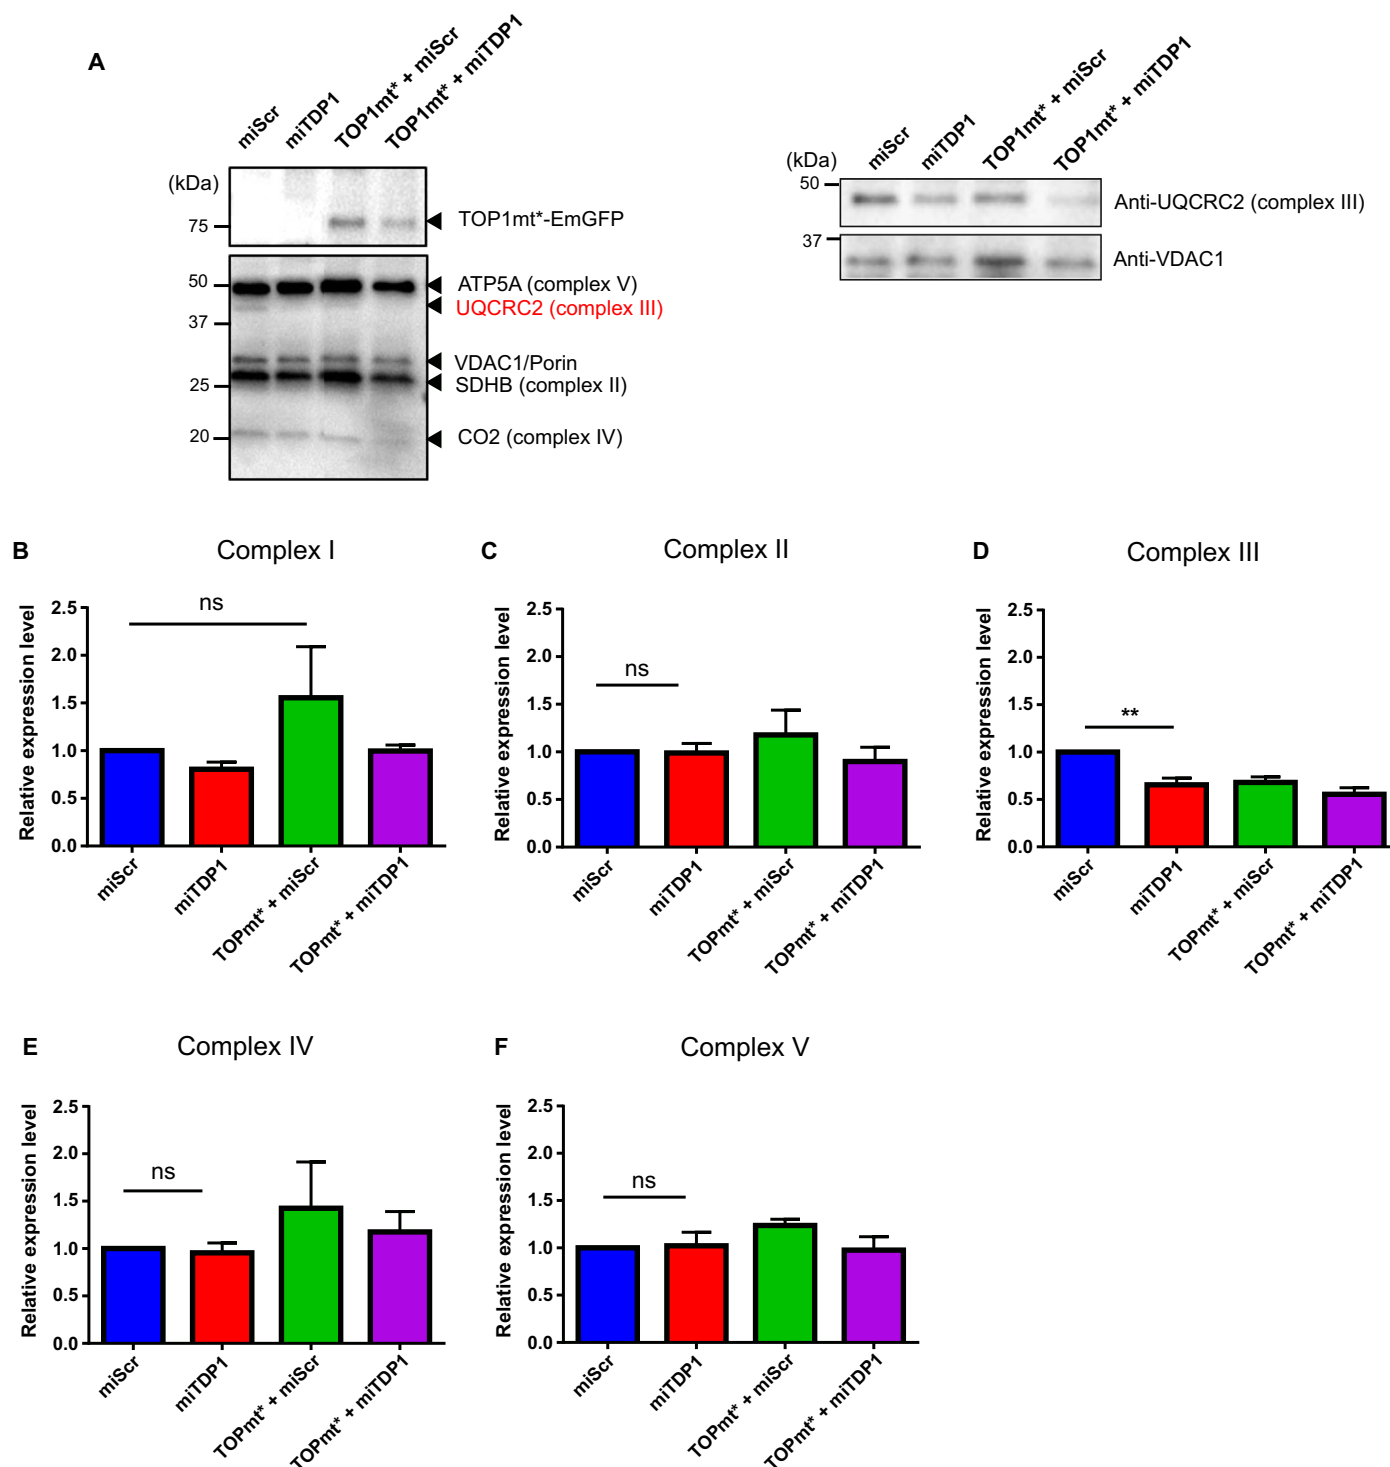 A
miScr
miTDP1
TOP1mt* + miScr
TOP1mt* + miTDP1
(kDa)
75
TOP1mt*-EmGFP
50
37
25
20
ATP5A (complex V)
UQCRC2 (complex III)
VDAC1/Porin
SDHB (complex II)
CO2 (complex IV)
miScr
miTDP1
TOP1mt* + miScr
TOP1mt* + miTDP1
(kDa)
50
37
Anti-UQCRC2 (complex III)
Anti-VDAC1
B
Complex I
Relative expression level
2.5
2.0
1.5
1.0
0.5
0.0
ns
miScr
miTDP1
TOPmt* + miScr
TOPmt* + miTDP1
C
Complex II
Relative expression level
2.5
2.0
1.5
1.0
0.5
0.0
ns
miScr
miTDP1
TOPmt* + miScr
TOPmt* + miTDP1
D
Complex III
Relative expression level
2.5
2.0
1.5
1.0
0.5
0.0
**
miScr
miTDP1
TOPmt* + miScr
TOPmt* + miTDP1
E
Complex IV
Relative expression level
2.5
2.0
1.5
1.0
0.5
0.0
ns
miScr
miTDP1
TOPmt* + miScr
TOPmt* + miTDP1
F
Complex V
Relative expression level
2.5
2.0
1.5
1.0
0.5
0.0
ns
miScr
miTDP1
TOPmt* + miScr
TOPmt* + miTDP1